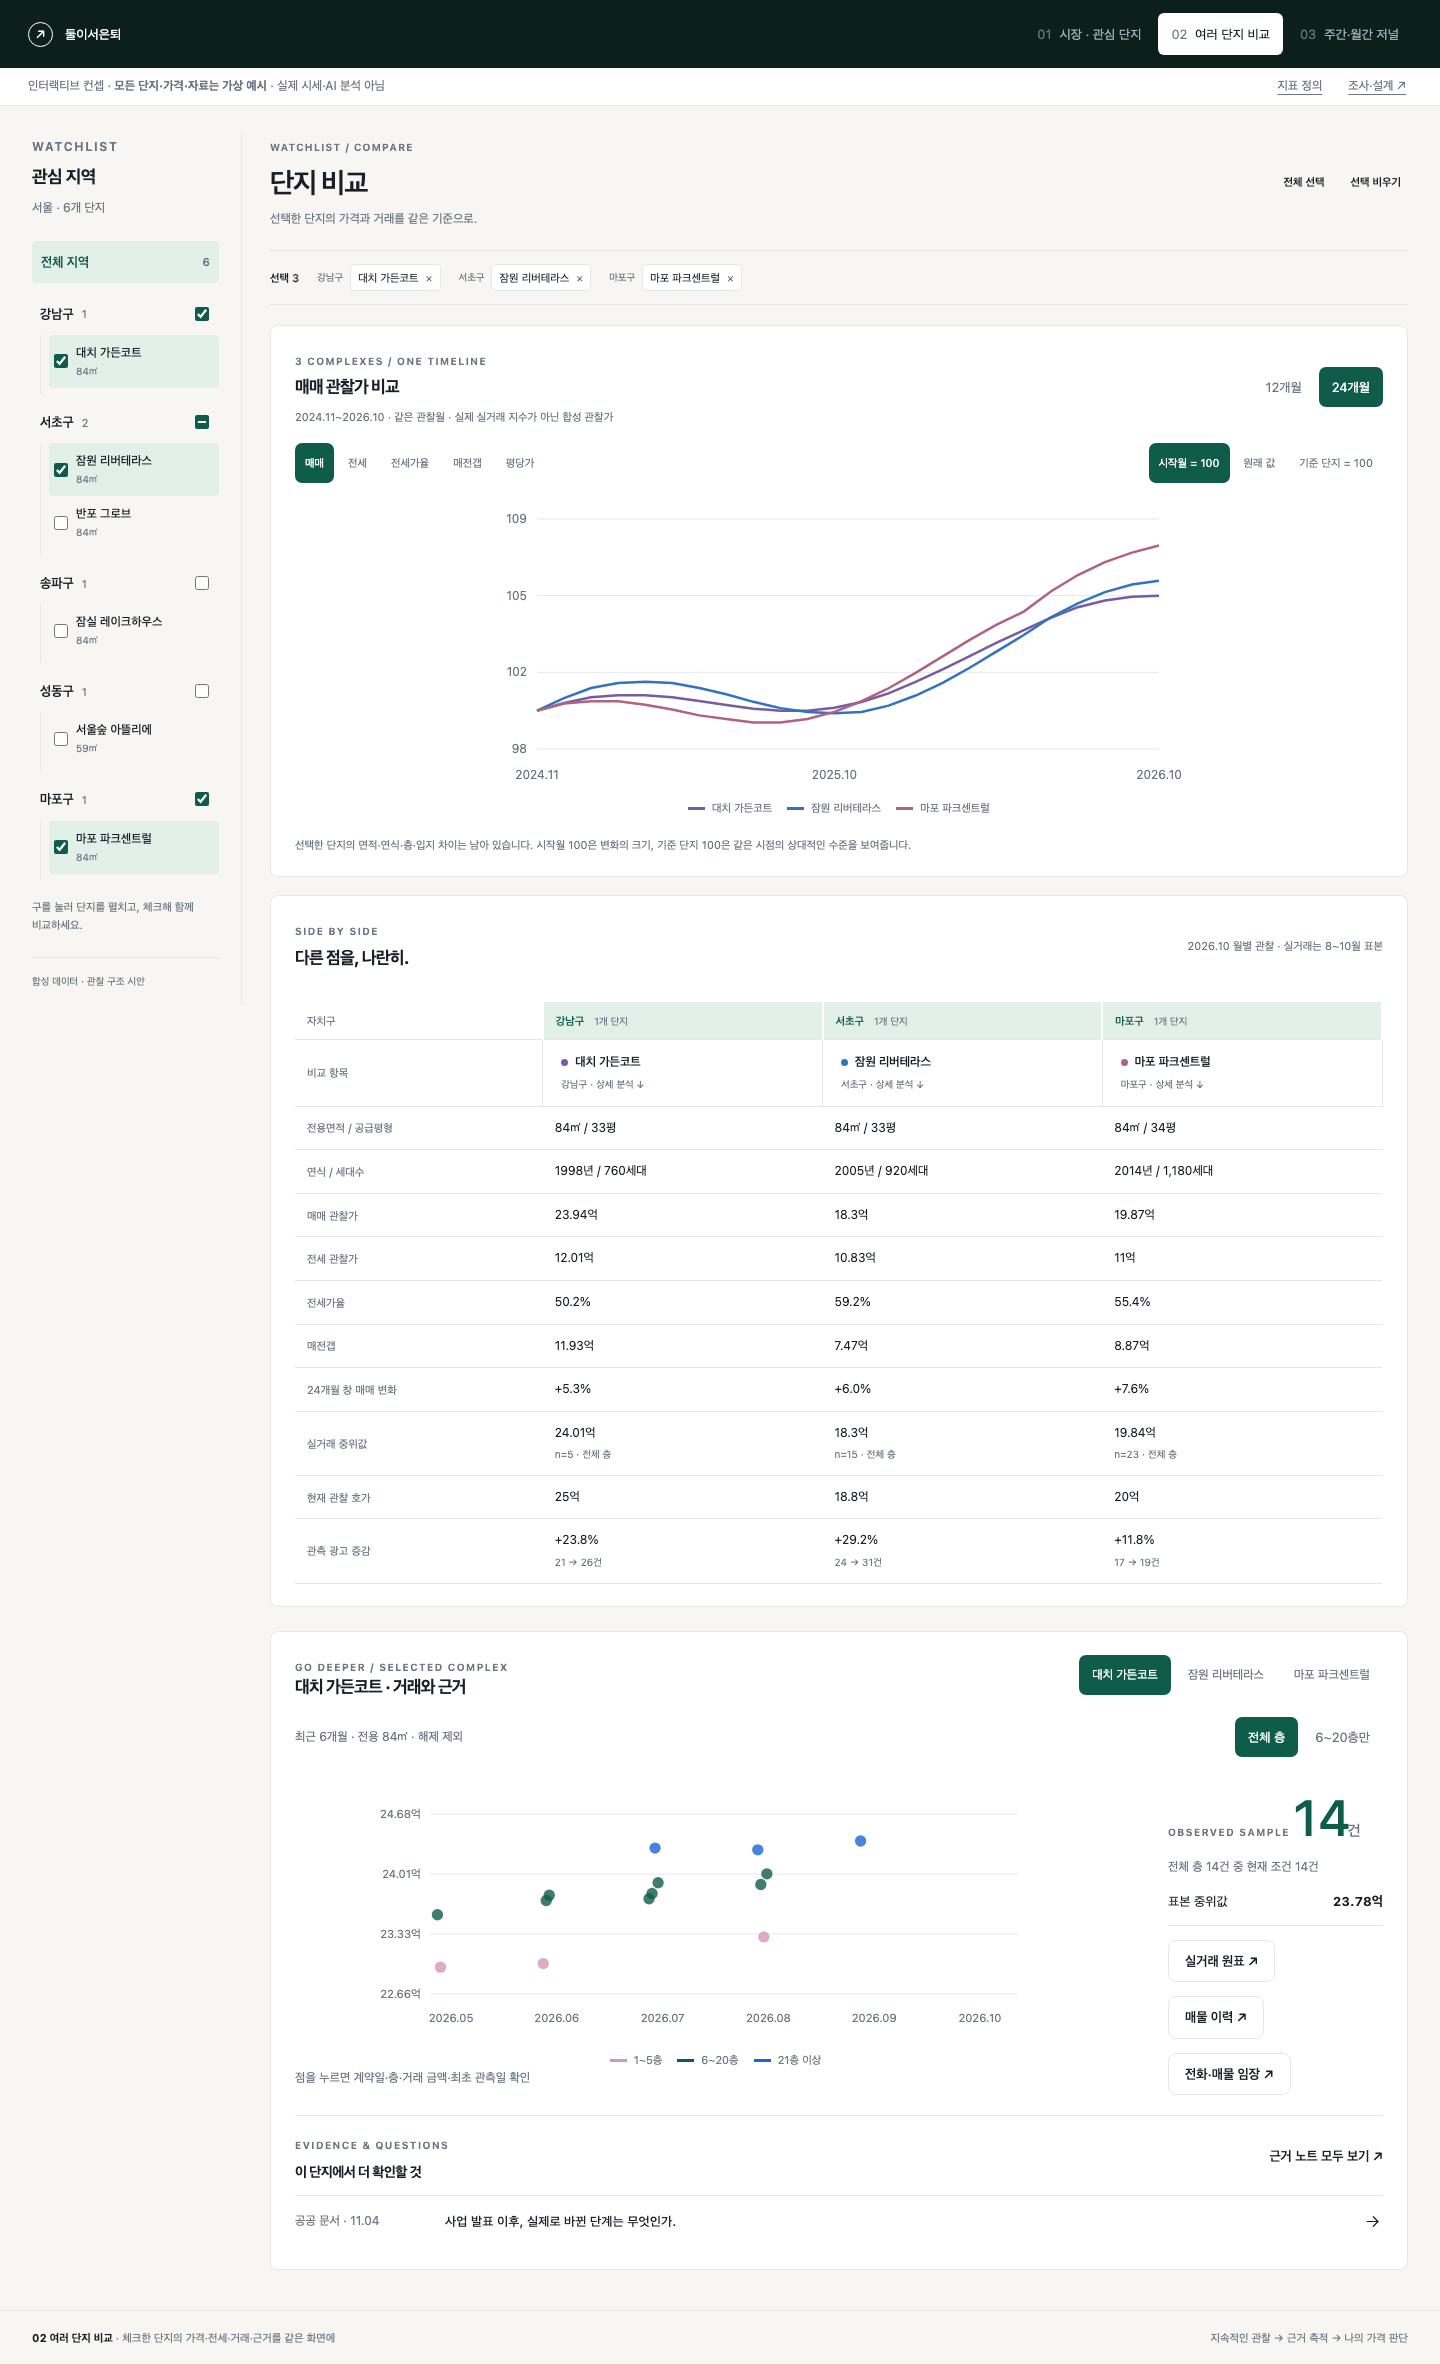 둘이서은퇴
01 시장 · 관심 단지
02 여러 단지 비교
03 주간·월간 저널
인터랙티브 컨셉 · 모든 단지·가격·자료는 가상 예시 · 실제 시세·AI 분석 아님
지표 정의
조사·설계 ↗
WATCHLIST
관심 지역
서울 · 6개 단지
전체 지역 6
강남구 1
대치 가든코트
84㎡
서초구 2
잠원 리버테라스
84㎡
반포 그로브
84㎡
송파구 1
잠실 레이크하우스
84㎡
성동구 1
서울숲 아뜰리에
59㎡
마포구 1
마포 파크센트럴
84㎡
구를 눌러 단지를 펼치고, 체크해 함께
비교하세요.
합성 데이터 · 관찰 구조 시안
WATCHLIST / COMPARE
단지 비교
전체 선택 선택 비우기
선택한 단지의 가격과 거래를 같은 기준으로.
선택 3 강남구 대치 가든코트 × 서초구 잠원 리버테라스 × 마포구 마포 파크센트럴 ×
3 COMPLEXES / ONE TIMELINE
매매 관찰가 비교
12개월 24개월
2024.11~2026.10 · 같은 관찰월 · 실제 실거래 지수가 아닌 합성 관찰가
매매 전세 전세가율 매전갭 평당가
시작월 = 100 원래 값 기준 단지 = 100
109
105
102
98
2024.11 2025.10 2026.10
대치 가든코트 잠원 리버테라스 마포 파크센트럴
선택한 단지의 면적·연식·층·입지 차이는 남아 있습니다. 시작월 100은 변화의 크기, 기준 단지 100은 같은 시점의 상대적인 수준을 보여줍니다.
SIDE BY SIDE
다른 점을, 나란히.
2026.10 월별 관찰 · 실거래는 8~10월 표본
자치구 강남구 1개 단지 서초구 1개 단지 마포구 1개 단지
비교 항목 대치 가든코트 잠원 리버테라스 마포 파크센트럴
강남구 · 상세 분석 ↓ 서초구 · 상세 분석 ↓ 마포구 · 상세 분석 ↓
전용면적 / 공급평형 84㎡ / 33평 84㎡ / 33평 84㎡ / 34평
연식 / 세대수 1998년 / 760세대 2005년 / 920세대 2014년 / 1,180세대
매매 관찰가 23.94억 18.3억 19.87억
전세 관찰가 12.01억 10.83억 11억
전세가율 50.2% 59.2% 55.4%
매전갭 11.93억 7.47억 8.87억
24개월 창 매매 변화 +5.3% +6.0% +7.6%
실거래 중위값 24.01억 18.3억 19.84억
n=5 · 전체 층 n=15 · 전체 층 n=23 · 전체 층
현재 관찰 호가 25억 18.8억 20억
관측 광고 증감 +23.8% +29.2% +11.8%
21 → 26건 24 → 31건 17 → 19건
GO DEEPER / SELECTED COMPLEX
대치 가든코트 · 거래와 근거
대치 가든코트 잠원 리버테라스 마포 파크센트럴
최근 6개월 · 전용 84㎡ · 해제 제외
전체 층 6~20층만
24.68억
24.01억
23.33억
22.66억
2026.05 2026.06 2026.07 2026.08 2026.09 2026.10
1~5층 6~20층 21층 이상
점을 누르면 계약일·층·거래 금액·최초 관측일 확인
OBSERVED SAMPLE 14건
전체 층 14건 중 현재 조건 14건
표본 중위값 23.78억
실거래 원표 ↗
매물 이력 ↗
전화·매물 임장 ↗
EVIDENCE & QUESTIONS
이 단지에서 더 확인할 것
근거 노트 모두 보기 ↗
공공 문서 · 11.04 사업 발표 이후, 실제로 바뀐 단계는 무엇인가. →
02 여러 단지 비교 · 체크한 단지의 가격·전세·거래·근거를 같은 화면에
지속적인 관찰 → 근거 축적 → 나의 가격 판단